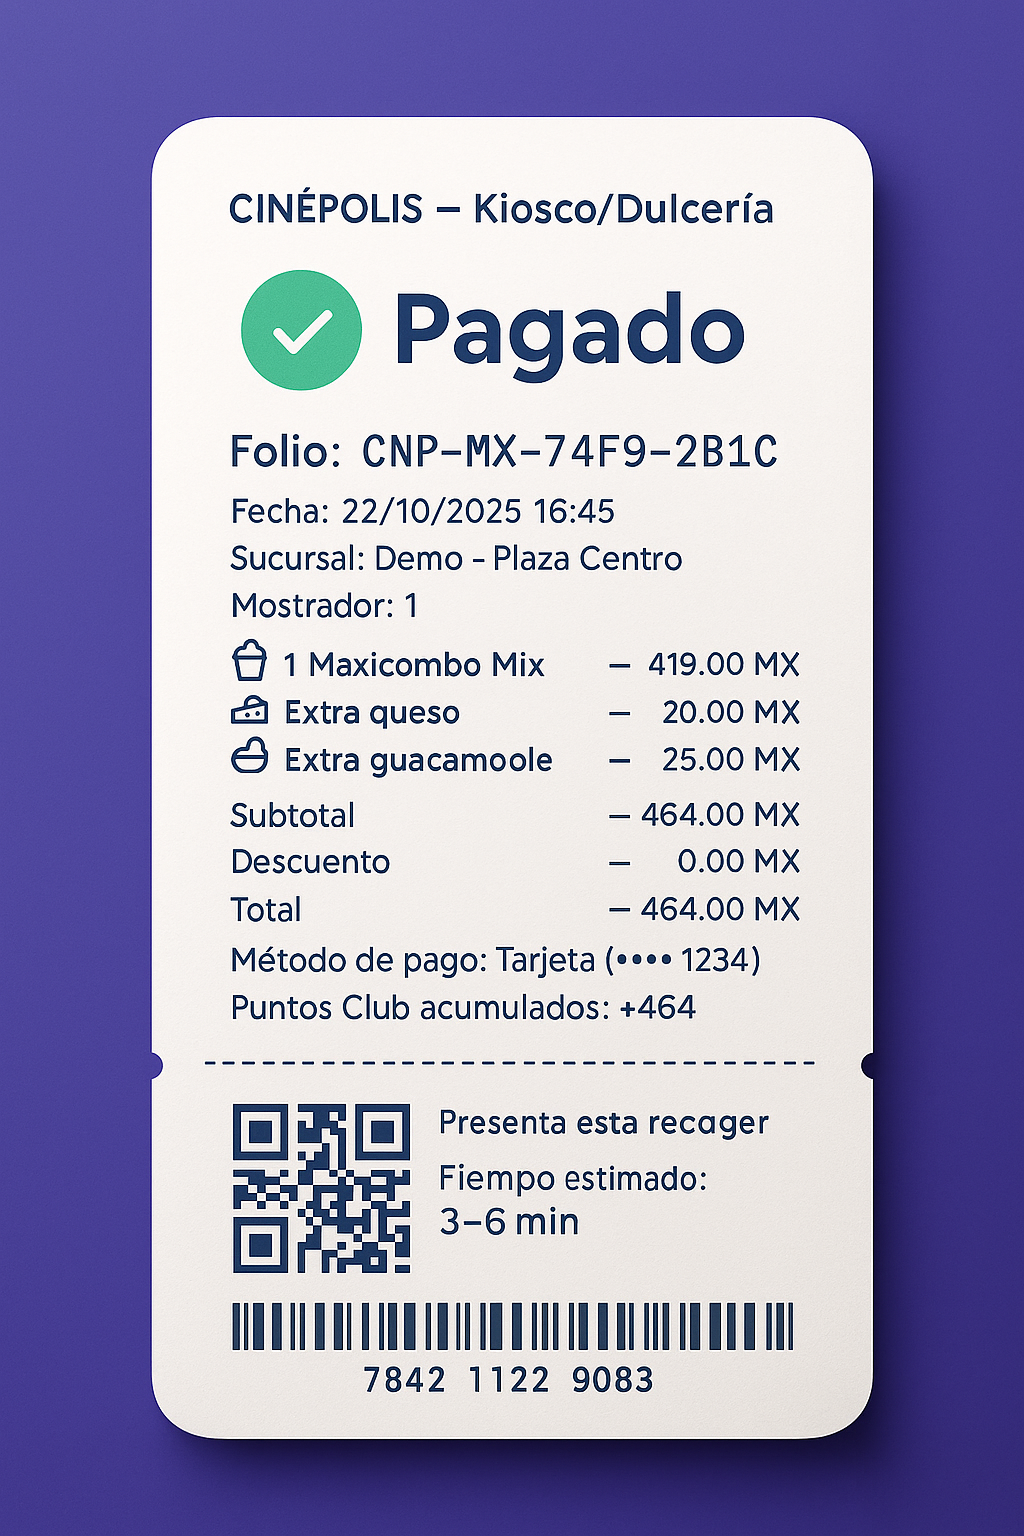 CINÉPOLIS – Kiosco/Dulcería
Pagado
Folio: CNP-MX-74F9-2B1C
Fecha: 22/10/2025 16:45
Sucursal: Demo - Plaza Centro
Mostrador: 1
1 Maxicombo Mix – 419.00 MX
Extra queso – 20.00 MX
Extra guacamoole – 25.00 MX
Subtotal – 464.00 MX
Descuento – 0.00 MX
Total – 464.00 MX
Método de pago: Tarjeta (•••• 1234)
Puntos Club acumulados: +464
Presenta esta recager
Fiempo estimado:
3–6 min
7842 1122 9083